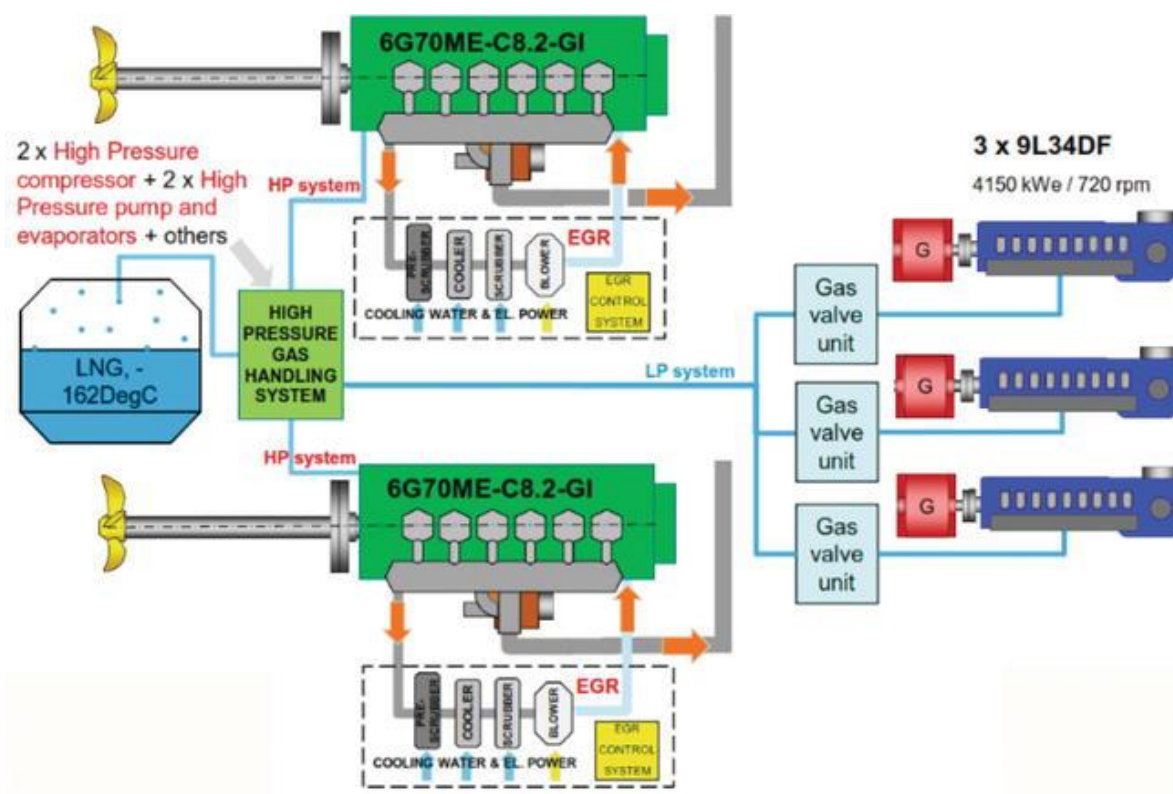 6G70ME-C8.2-GI
2 x High Pressure
compressor + 2 x High
Pressure pump and
evaporators + others
HP system
EGR
PRE-
SCRUBBER
COOLER
SCRUBBER
BLOWER
EGR
CONTROL
SYSTEM
COOLING WATER & EL. POWER
LNG, -
162DegC
HIGH
PRESSURE
GAS
HANDLING
SYSTEM
LP system
HP system
6G70ME-C8.2-GI
EGR
PRE-
SCRUBBER
COOLER
SCRUBBER
BLOWER
EGR
CONTROL
SYSTEM
COOLING WATER & EL. POWER
3 x 9L34DF
4150 kWe / 720 rpm
Gas
valve
unit
G
Gas
valve
unit
G
Gas
valve
unit
G